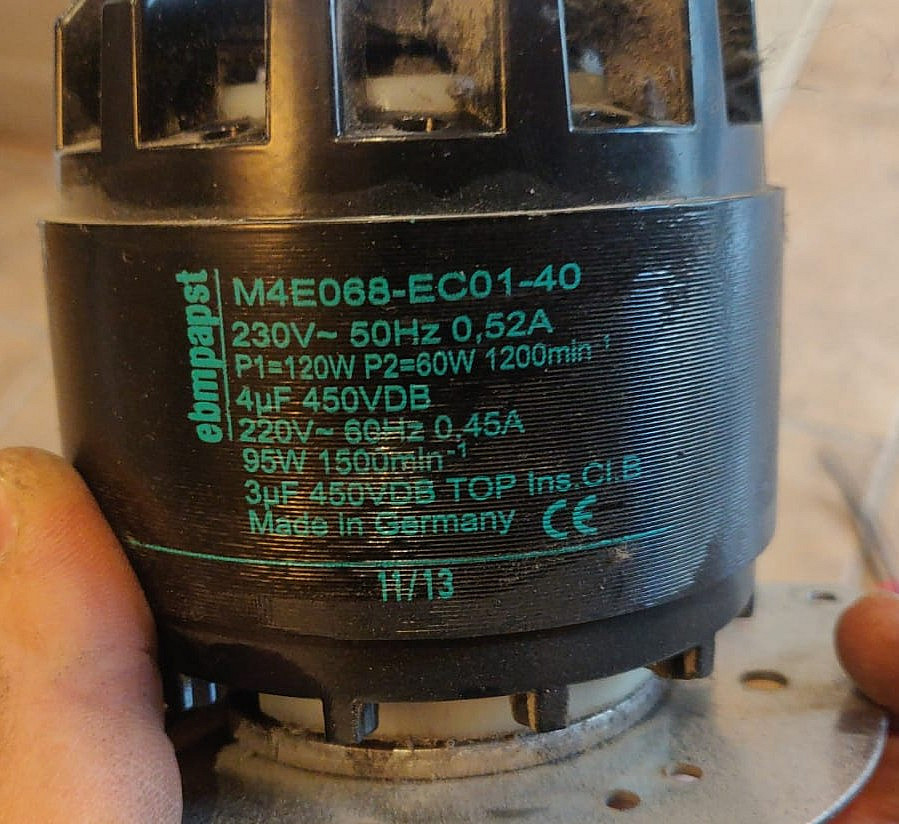 ebmpapst
M4E068-EC01-40
230V~ 50Hz 0,52A
P1=120W P2=60W 1200min⁻¹
4µF 450VDB
220V~ 60Hz 0,45A
95W 1500min⁻¹
3µF 450VDB TOP Ins.Cl.B
Made in Germany CE
11/13